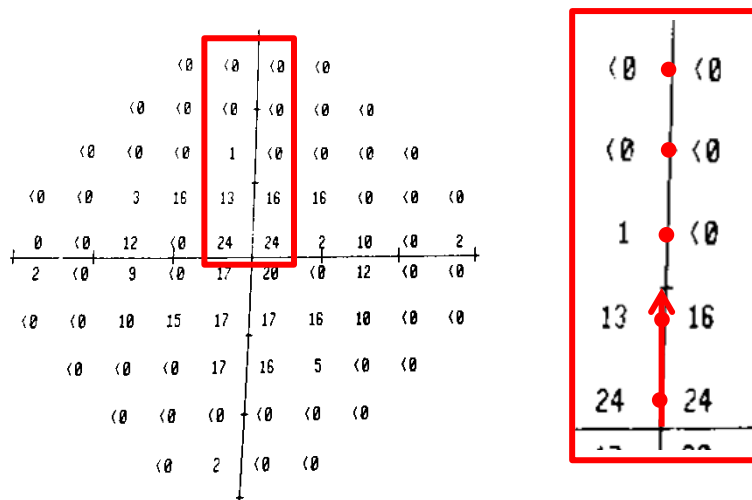 <0 <0 <0 <0
<0 <0 <0 <0 <0 <0
<0 <0 <0 1 <0 <0 <0 <0
<0 <0 3 16 13 16 16 <0 <0 <0
0 <0 12 <0 24 24 2 10 <0 2
2 <0 9 <0 17 20 <0 12 <0 <0
<0 <0 10 15 17 17 16 10 <0 <0
<0 <0 <0 17 16 5 <0 <0
<0 <0 <0 <0 <0 <0
<0 2 <0 <0
<0 <0
<0 <0
1 <0
13 16
24 24